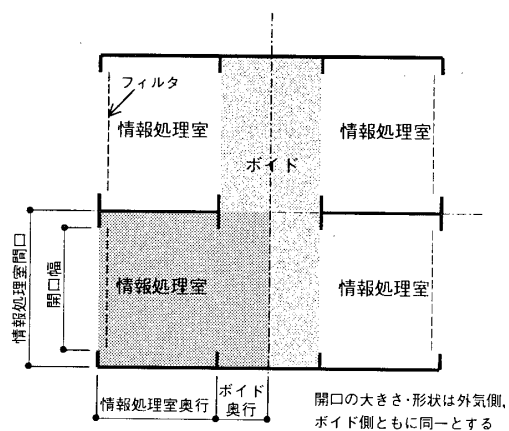 フィルタ
情報処理室
情報処理室
ボイド
情報処理室間口
開口幅
情報処理室
情報処理室
情報処理室奥行
ボイド
奥行
開口の大きさ・形状は外気側、
ボイド側ともに同一とする